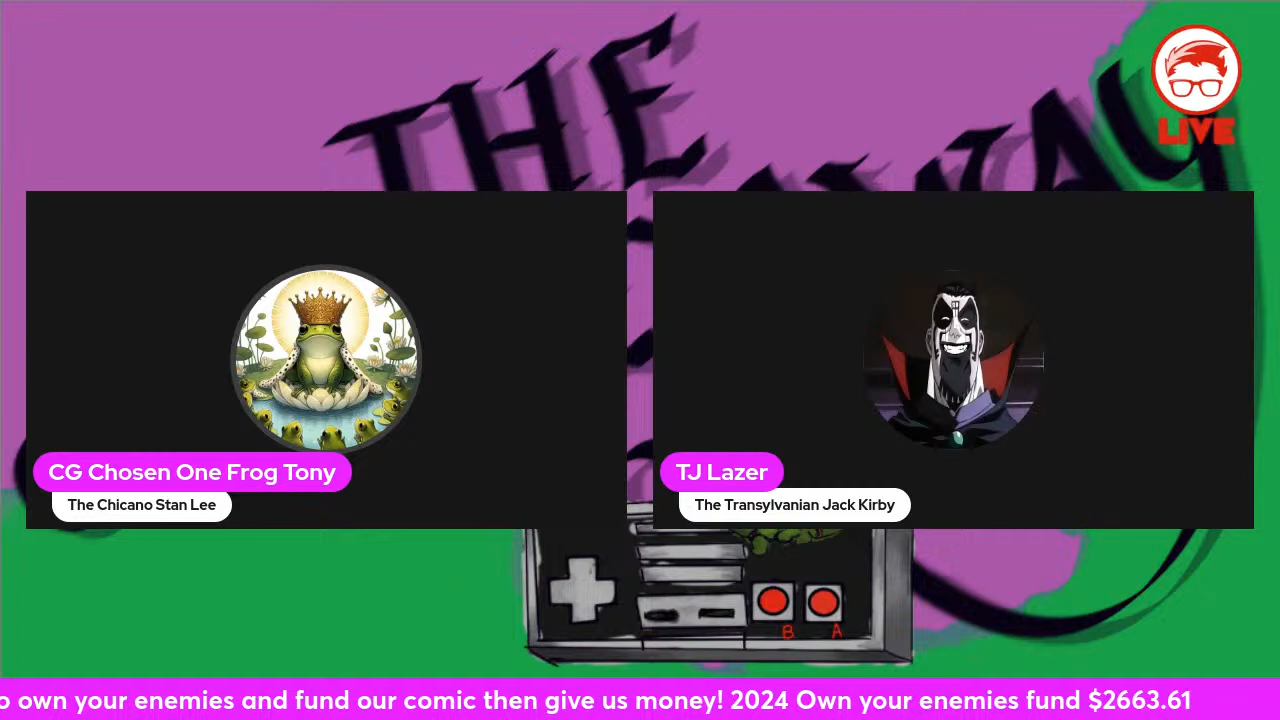 THE
LIVE
CG Chosen One Frog Tony
The Chicano Stan Lee
TJ Lazer
The Transylvanian Jack Kirby
B A
own your enemies and fund our comic then give us money! 2024 Own your enemies fund $2663.61